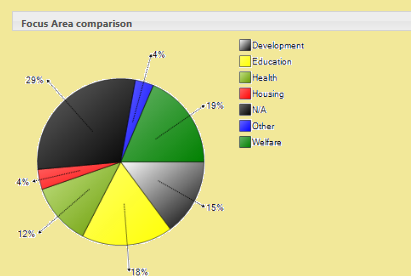 Focus Area comparison
4%
29%
19%
4%
12%
18%
15%
Development
Education
Health
Housing
N/A
Other
Welfare